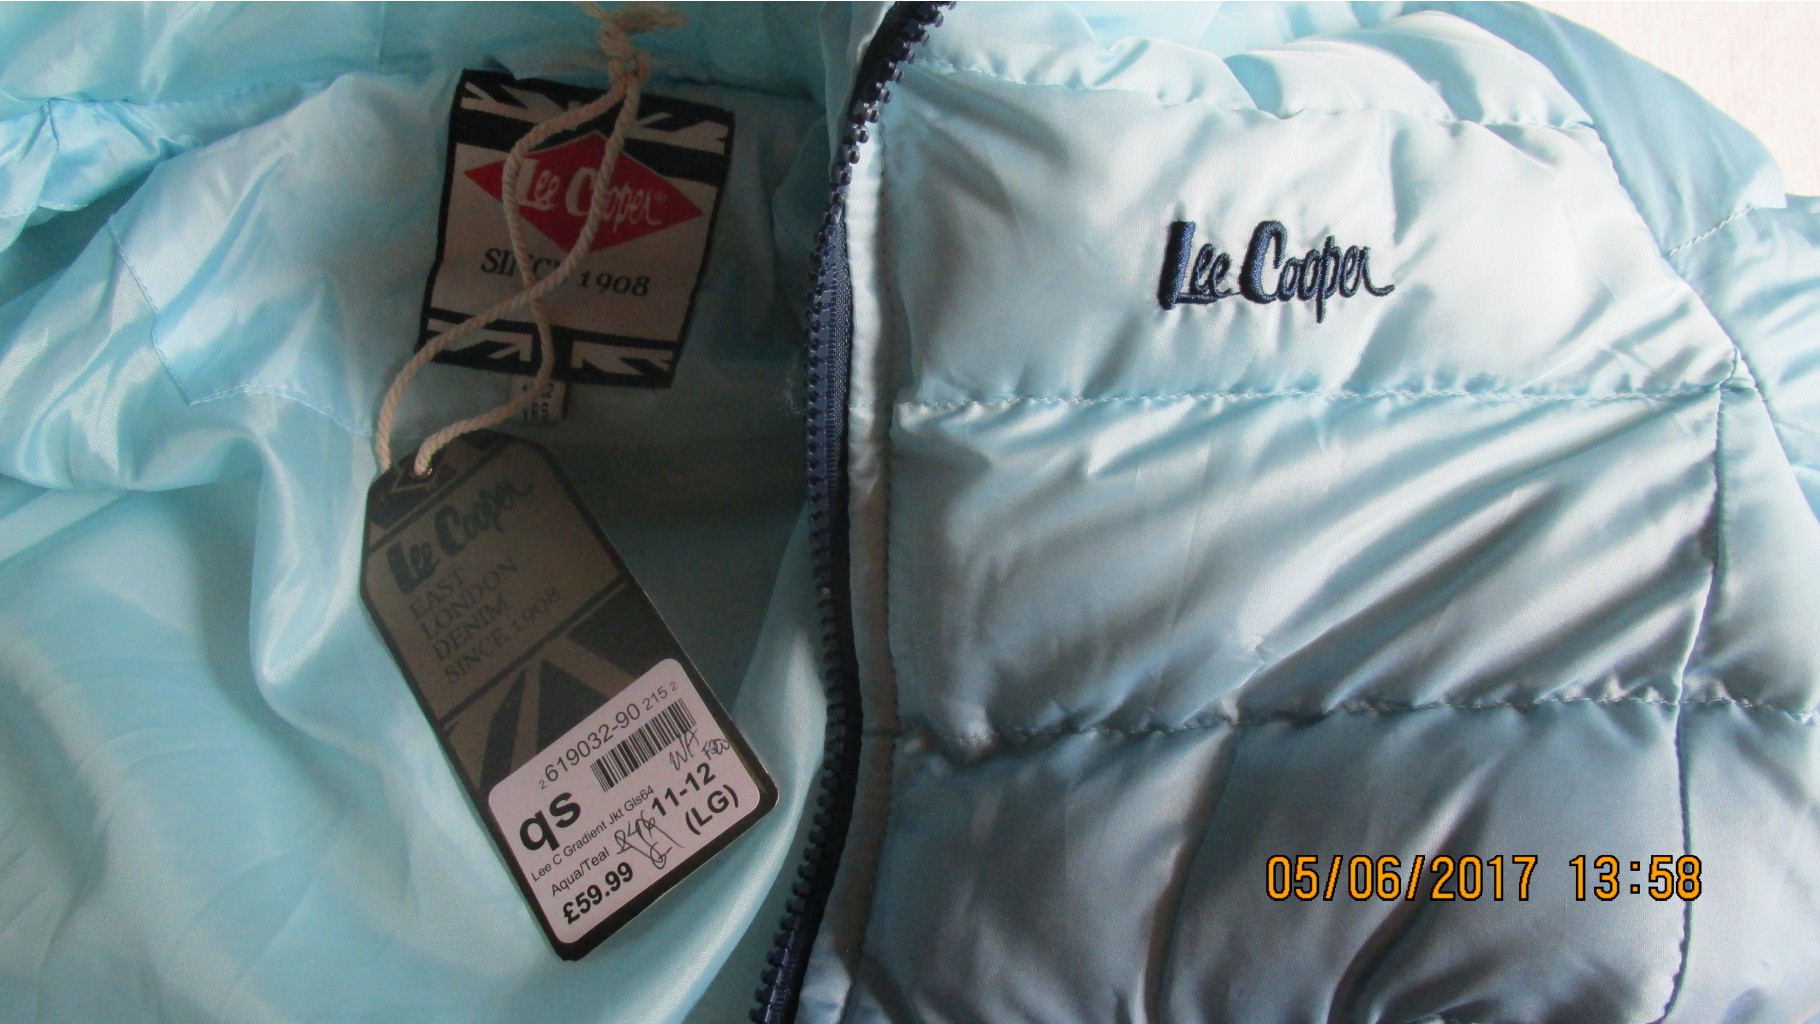 Lee Cooper®
SINCE 1908
YRS
Lee Cooper
EAST
LONDON
DENIM
SINCE 1908
2 619032-90 215 2
qs
11-12
(LG)
Lee C Gradient Jkt Gls64
Aqua/Teal
£59.99
Lee Cooper
05/06/2017 13:58